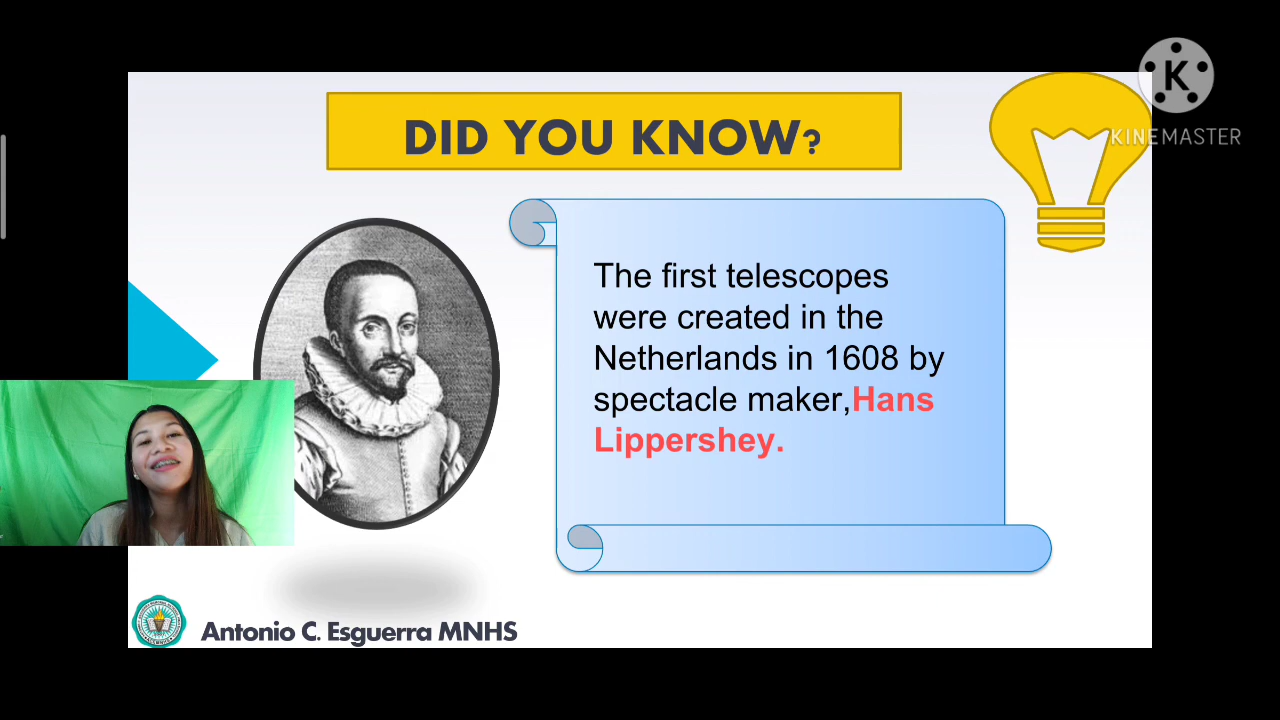 K
KINEMASTER
DID YOU KNOW?
The first telescopes
were created in the
Netherlands in 1608 by
spectacle maker,Hans
Lippershey.
Antonio C. Esguerra MNHS